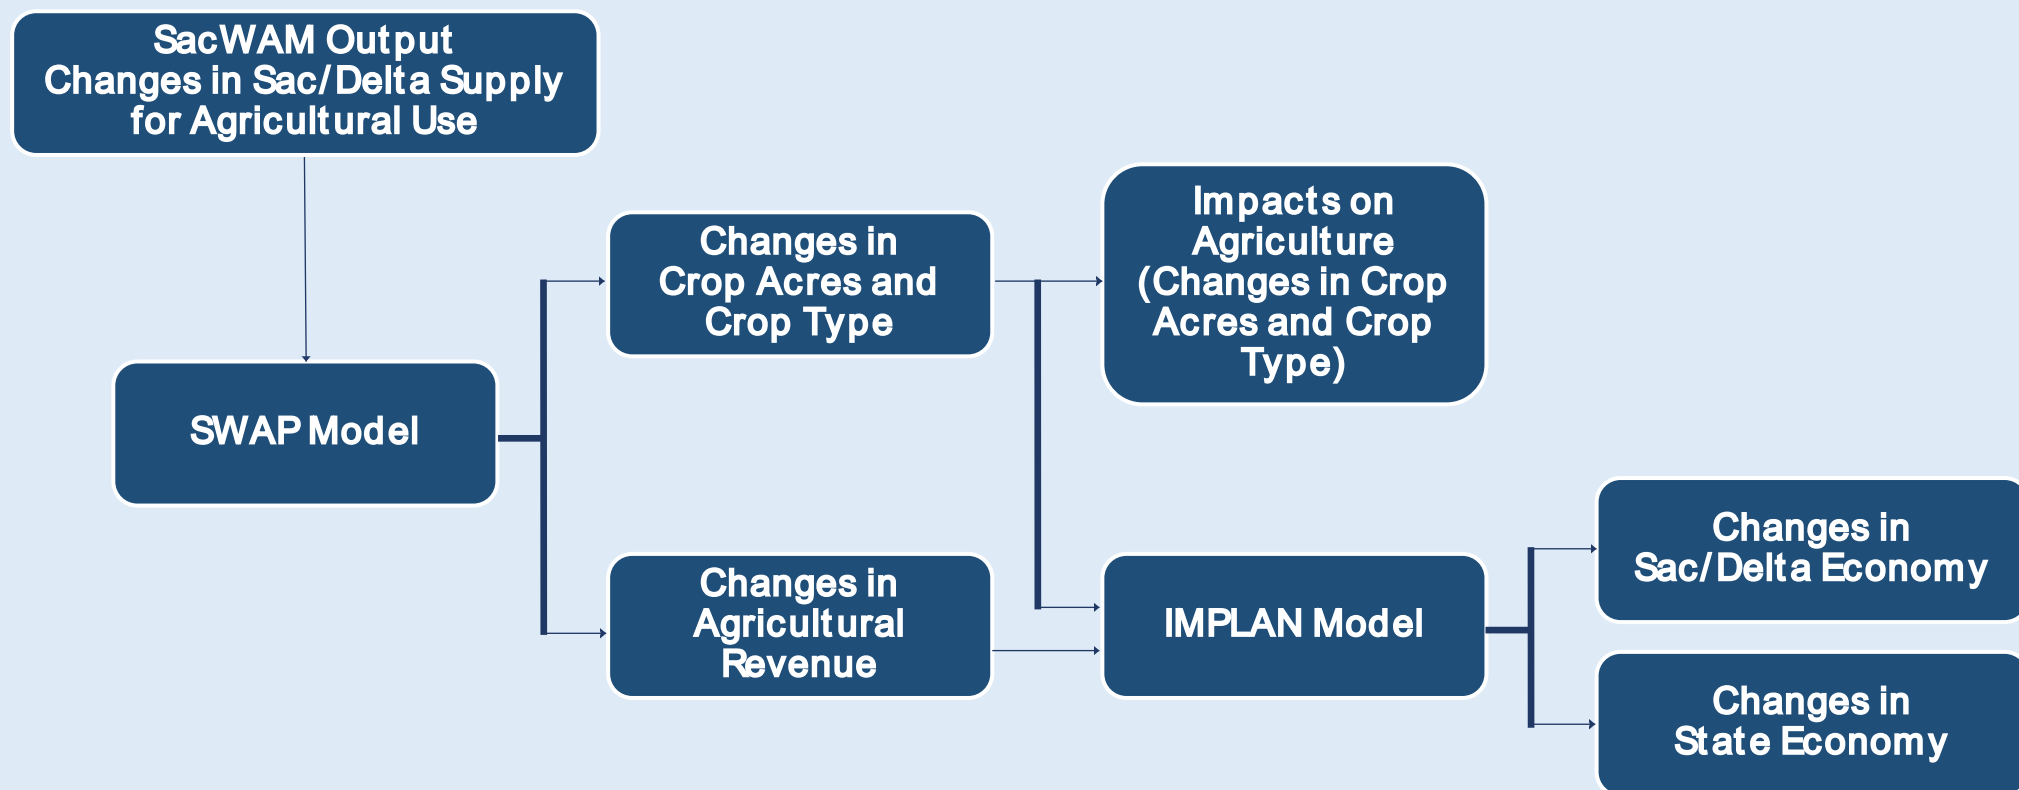 SacWAM Output
Changes in Sac/Delta Supply
for Agricultural Use
SWAP Model
Changes in
Crop Acres and
Crop Type
Impacts on
Agriculture
(Changes in Crop
Acres and Crop
Type)
Changes in
Agricultural
Revenue
IMPLAN Model
Changes in
Sac/Delta Economy
Changes in
State Economy